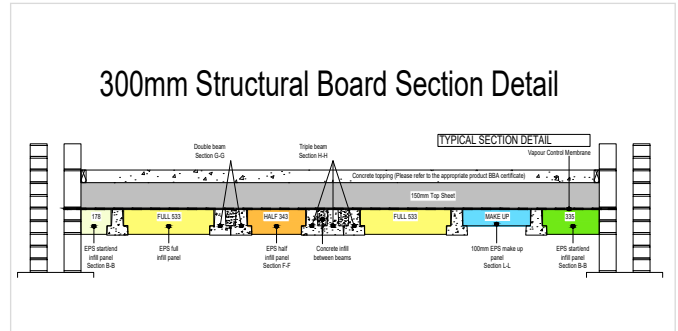 300mm Structural Board Section Detail
TYPICAL SECTION DETAIL
Double beam
Section G-G
Triple beam
Section H-H
Vapour Control Membrane
Concrete topping (Please refer to the appropriate product BBA certificate)
150mm Top Sheet
178
FULL 533
HALF 343
FULL 533
MAKE UP
335
EPS start/end
infill panel
Section B-B
EPS full
infill panel
EPS half
infill panel
Section F-F
Concrete infill
between beams
100mm EPS make up
panel
Section L-L
EPS start/end
infill panel
Section B-B